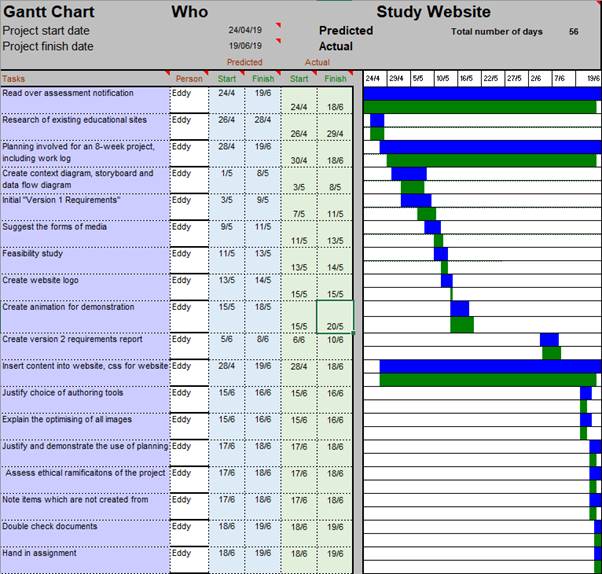 Gantt Chart Who Study Website
Project start date 24/04/19 Predicted Total number of days 56
Project finish date 19/06/19 Actual
Predicted Actual
Tasks Person Start Finish Start Finish 24/4 29/4 5/5 11/5 16/5 22/5 27/5 2/6 7/6 19/6
Read over assessment notification Eddy 24/4 19/6 24/4 18/6
Research of existing educational sites Eddy 26/4 28/4 26/4 29/4
Planning involved for an 8-week project, Eddy 28/4 19/6
including work log 30/4 18/6
Create context diagram, storyboard and Eddy 1/5 8/5
data flow diagram 3/5 8/5
Initial "Version 1 Requirements" Eddy 3/5 9/5 7/5 11/5
Suggest the forms of media Eddy 9/5 11/5 11/5 13/5
Feasibility study Eddy 11/5 13/5 13/5 14/5
Create website logo Eddy 13/5 14/5 15/5 15/5
Create animation for demonstration Eddy 15/5 18/5 15/5 20/5
Create version 2 requirements report Eddy 5/6 8/6 6/6 10/6
Insert content into website, css for website Eddy 28/4 19/6 28/4 18/6
Justify choice of authoring tools Eddy 15/6 16/6 15/6 16/6
Explain the optimising of all images Eddy 15/6 16/6 15/6 16/6
Justify and demonstrate the use of planning Eddy 17/6 18/6 17/6 18/6
Assess ethical ramificaitons of the project Eddy 17/6 18/6 17/6 18/6
Note items which are not created from Eddy 17/6 18/6 17/6 18/6
Double check documents Eddy 18/6 19/6 18/6 19/6
Hand in assignment Eddy 18/6 19/6 18/6 19/6